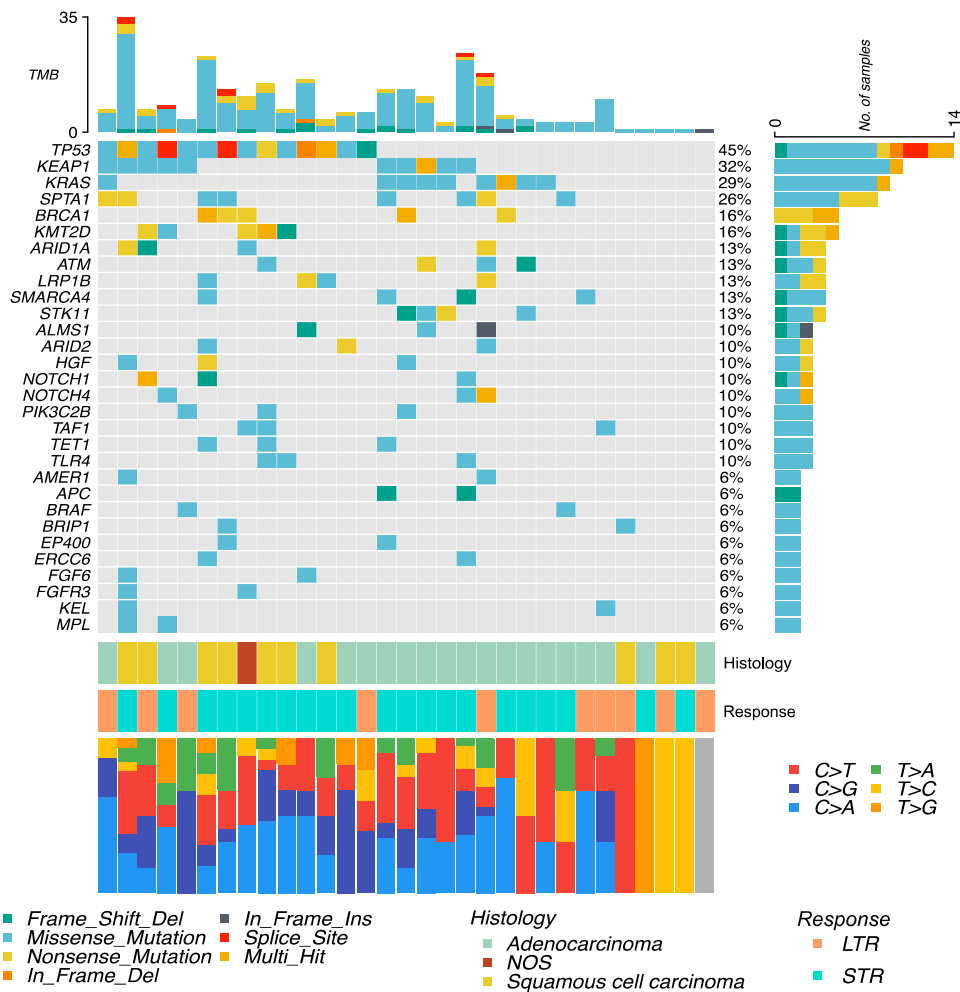 35
TMB
0
0
No. of samples
14
TP53 45%
KEAP1 32%
KRAS 29%
SPTA1 26%
BRCA1 16%
KMT2D 16%
ARID1A 13%
ATM 13%
LRP1B 13%
SMARCA4 13%
STK11 13%
ALMS1 10%
ARID2 10%
HGF 10%
NOTCH1 10%
NOTCH4 10%
PIK3C2B 10%
TAF1 10%
TET1 10%
TLR4 10%
AMER1 6%
APC 6%
BRAF 6%
BRIP1 6%
EP400 6%
ERCC6 6%
FGF6 6%
FGFR3 6%
KEL 6%
MPL 6%
Histology
Response
C>T T>A
C>G T>C
C>A T>G
Frame_Shift_Del
Missense_Mutation
Nonsense_Mutation
In_Frame_Del
In_Frame_Ins
Splice_Site
Multi_Hit
Histology
Adenocarcinoma
NOS
Squamous cell carcinoma
Response
LTR
STR